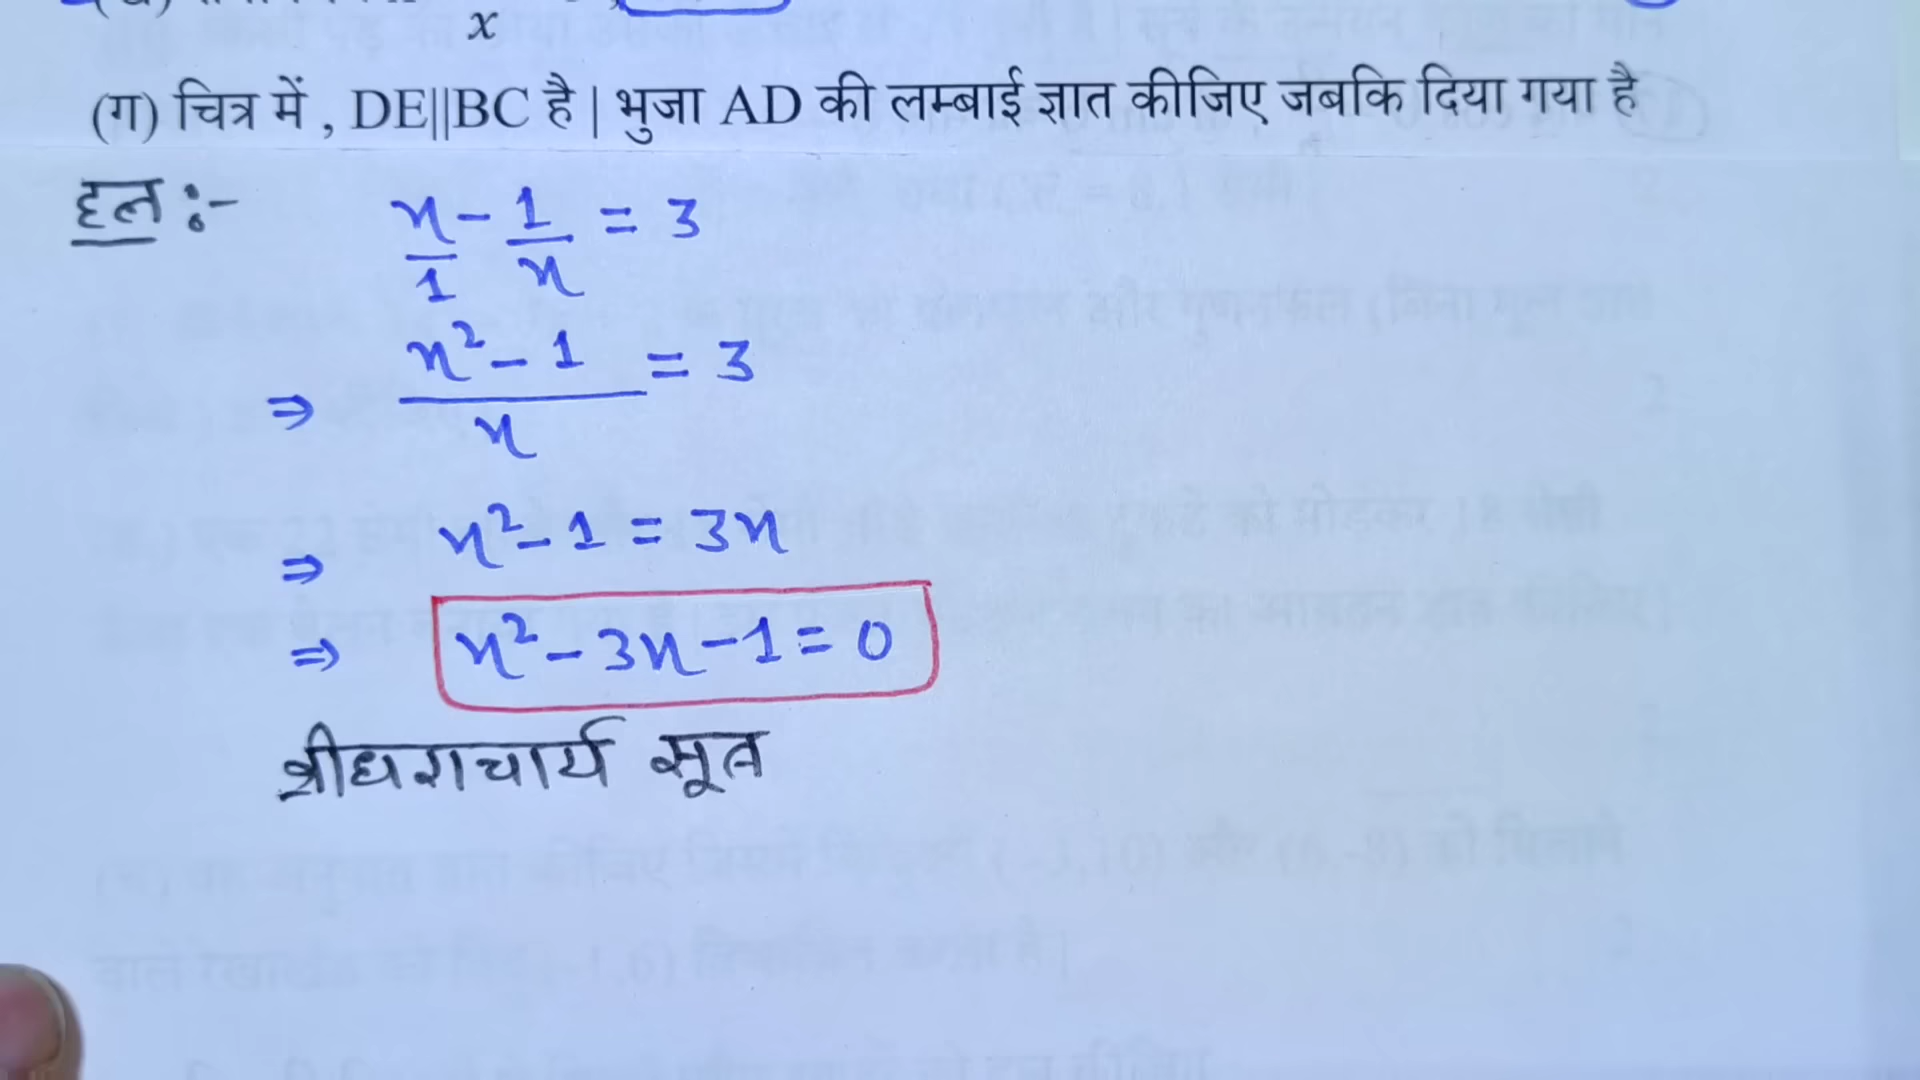 x
(ग) चित्र में , DE||BC है | भुजा AD की लम्बाई ज्ञात कीजिए जबकि दिया गया है
हल :-
x/1 - 1/x = 3
⇒ x² - 1 / x = 3
⇒ x² - 1 = 3x
⇒ x² - 3x - 1 = 0
श्रीधराचार्य सूत्र